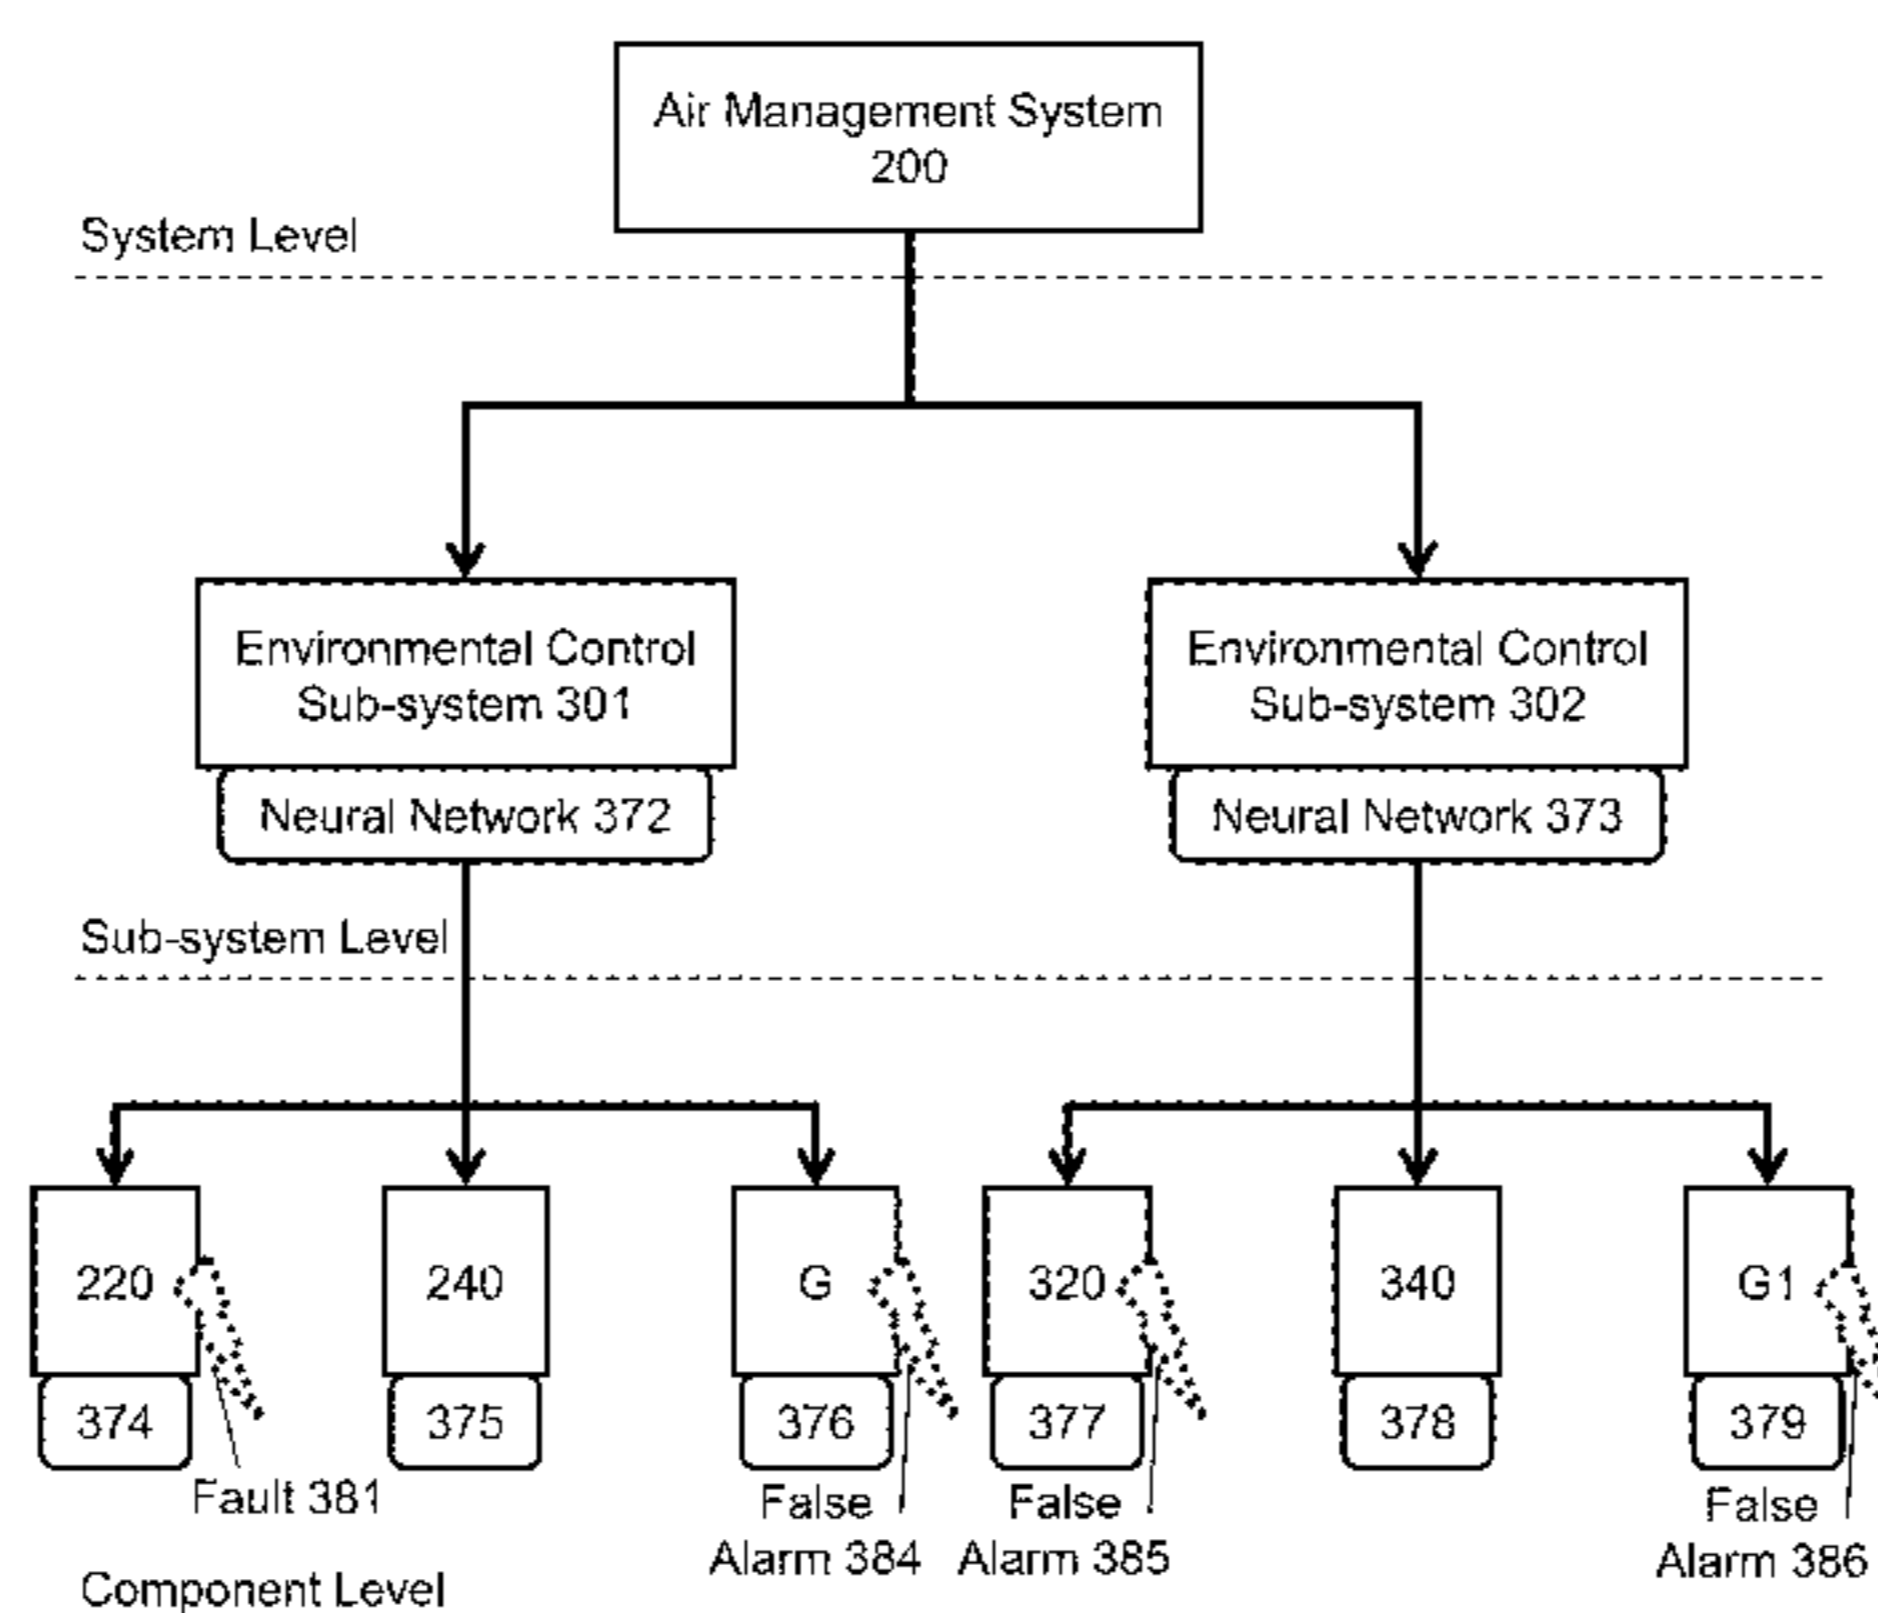 Air Management System
200
System Level
Environmental Control
Sub-system 301
Neural Network 372
Environmental Control
Sub-system 302
Neural Network 373
Sub-system Level
220
240
G
320
340
G1
374
375
376
377
378
379
Fault 381
False
Alarm 384
False
Alarm 385
False
Alarm 386
Component Level